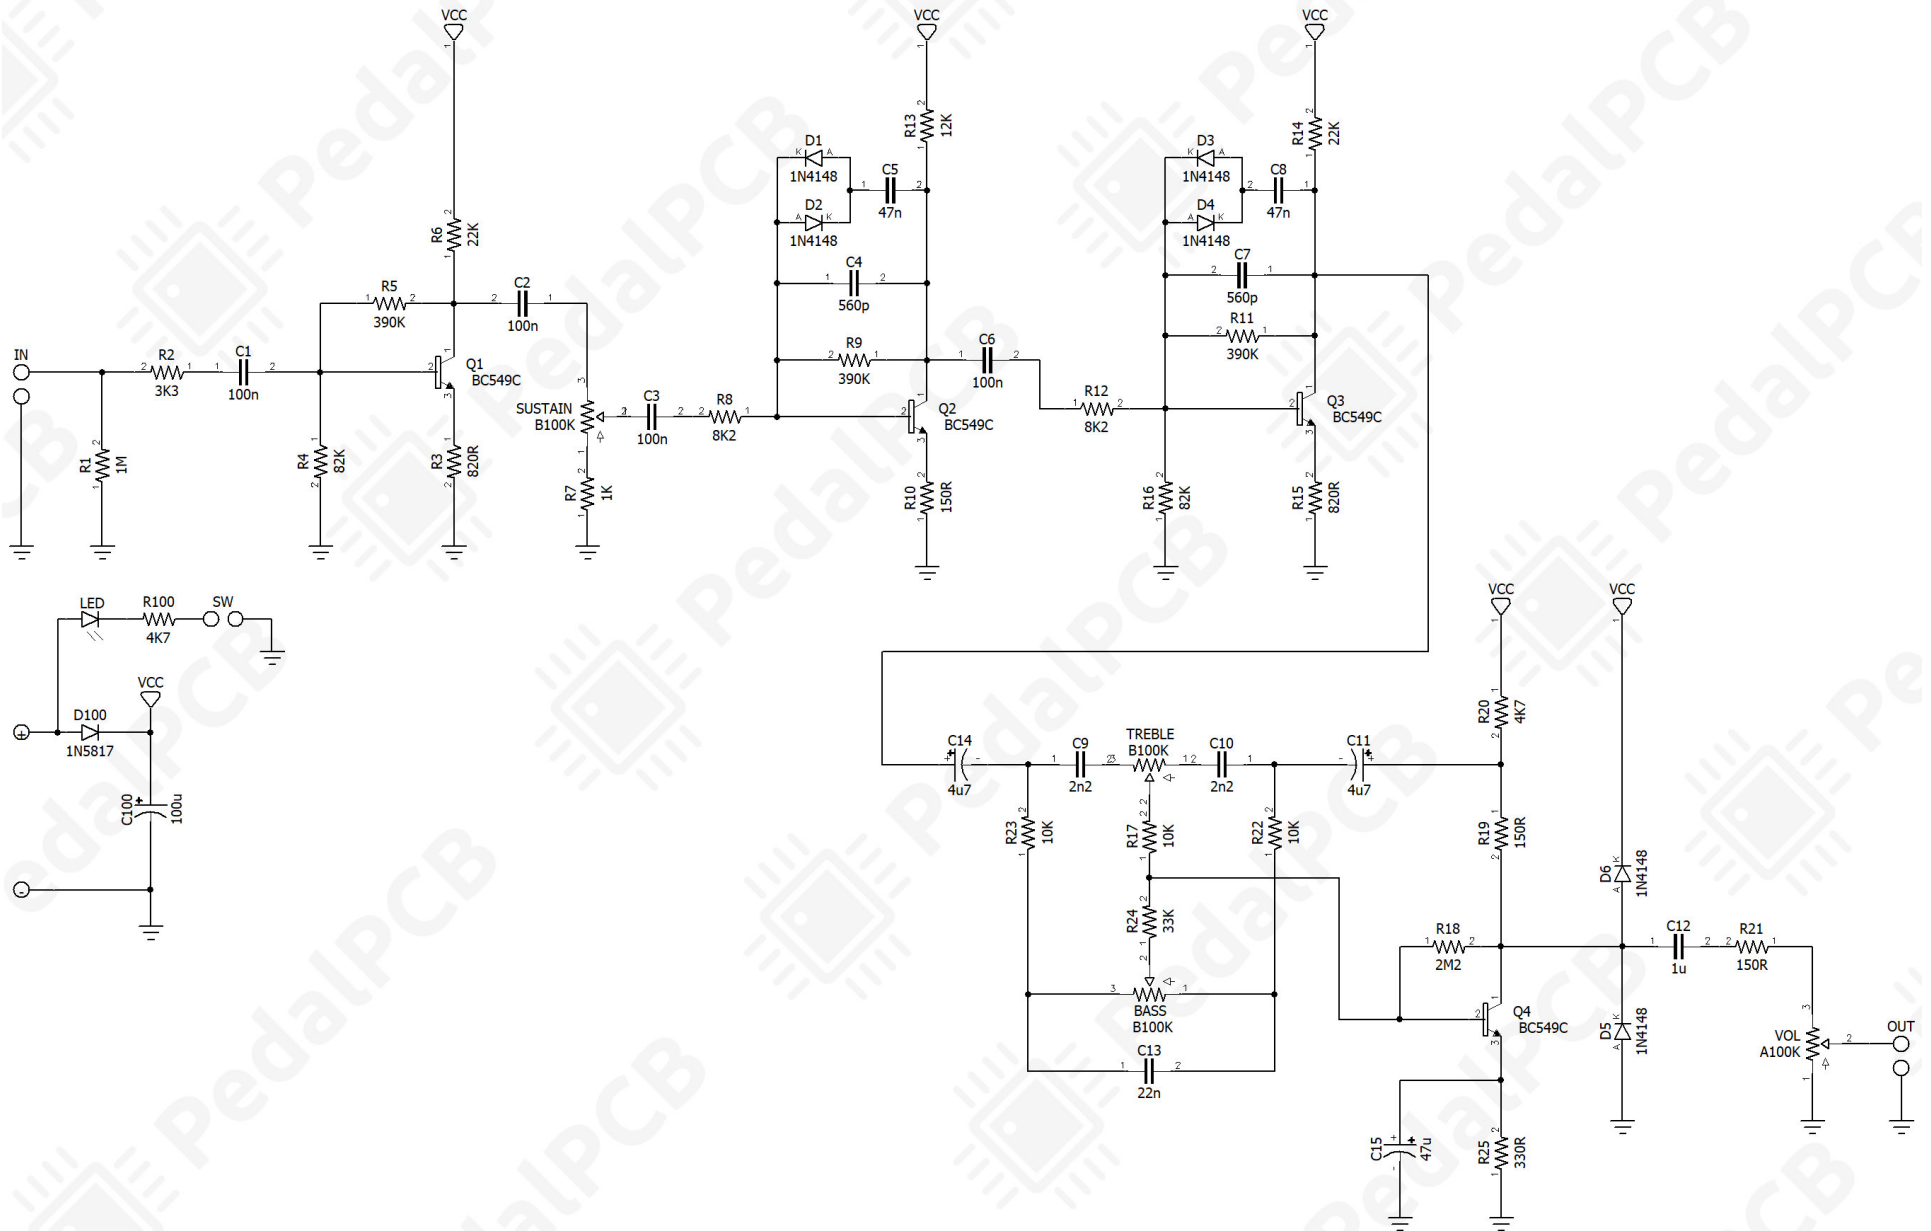 VCC
VCC
VCC
R13
12K
R14
22K
D1
1N4148
C5
47n
D2
1N4148
D3
1N4148
C8
47n
D4
1N4148
R6
22K
C4
560p
C7
560p
R5
390K
C2
100n
R9
390K
C6
100n
R11
390K
IN
R2
3K3
C1
100n
Q1
BC549C
SUSTAIN
B100K
C3
100n
R8
8K2
Q2
BC549C
R12
8K2
Q3
BC549C
R1
1M
R4
82K
R3
820R
R7
1K
R10
150R
R16
82K
R15
820R
LED
R100
4K7
SW
VCC
D100
1N5817
C100
100u
+
-
VCC
VCC
R20
4K7
C14
4u7
C9
2n2
TREBLE
B100K
C10
2n2
C11
4u7
R23
10K
R17
10K
R22
10K
R19
150R
D6
1N4148
R24
33K
R18
2M2
C12
1u
R21
150R
BASS
B100K
Q4
BC549C
D5
1N4148
VOL
A100K
OUT
C13
22n
C15
47u
R25
330R
PedalPCB